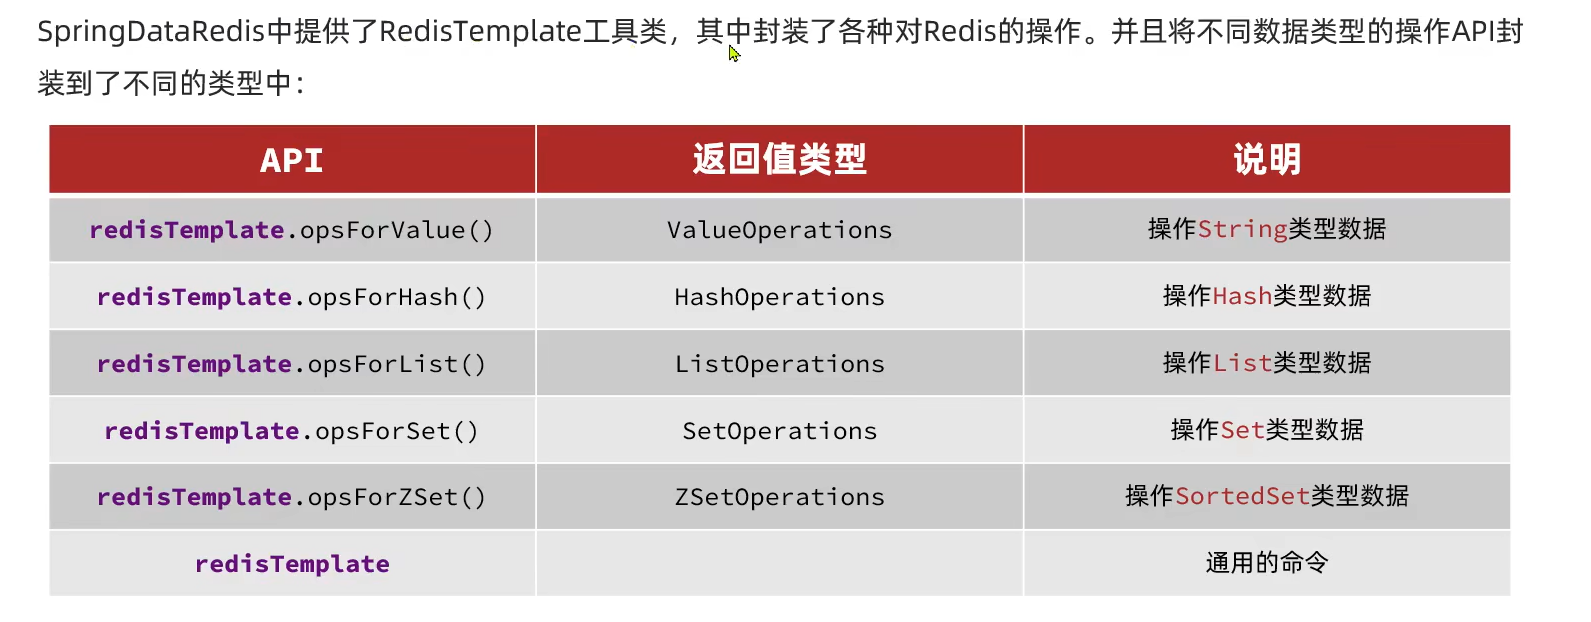 SpringDataRedis中提供了RedisTemplate工具类，其中封装了各种对Redis的操作。并且将不同数据类型的操作API封
装到了不同的类型中：
API 返回值类型 说明
redisTemplate.opsForValue() ValueOperations 操作String类型数据
redisTemplate.opsForHash() HashOperations 操作Hash类型数据
redisTemplate.opsForList() ListOperations 操作List类型数据
redisTemplate.opsForSet() SetOperations 操作Set类型数据
redisTemplate.opsForZSet() ZSetOperations 操作SortedSet类型数据
redisTemplate 通用的命令